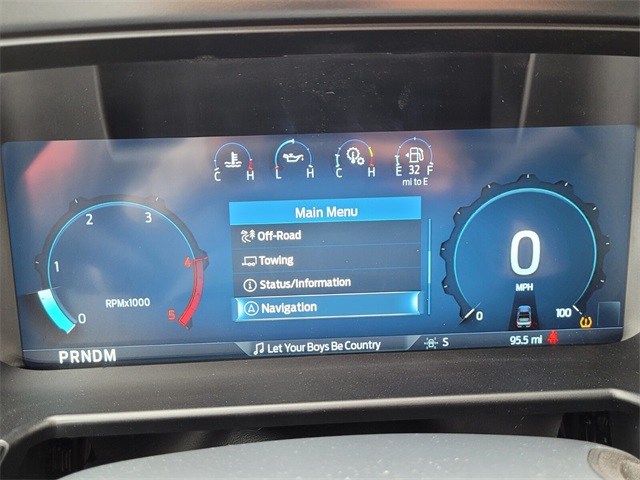 C H L H C H E 32 F
mi to E
Main Menu
Off-Road
Towing
Status/Information
Navigation
0 1 2 3 4 5
RPMx1000
0
MPH
0 100
PRNDM
Let Your Boys Be Country
S
95.5 mi